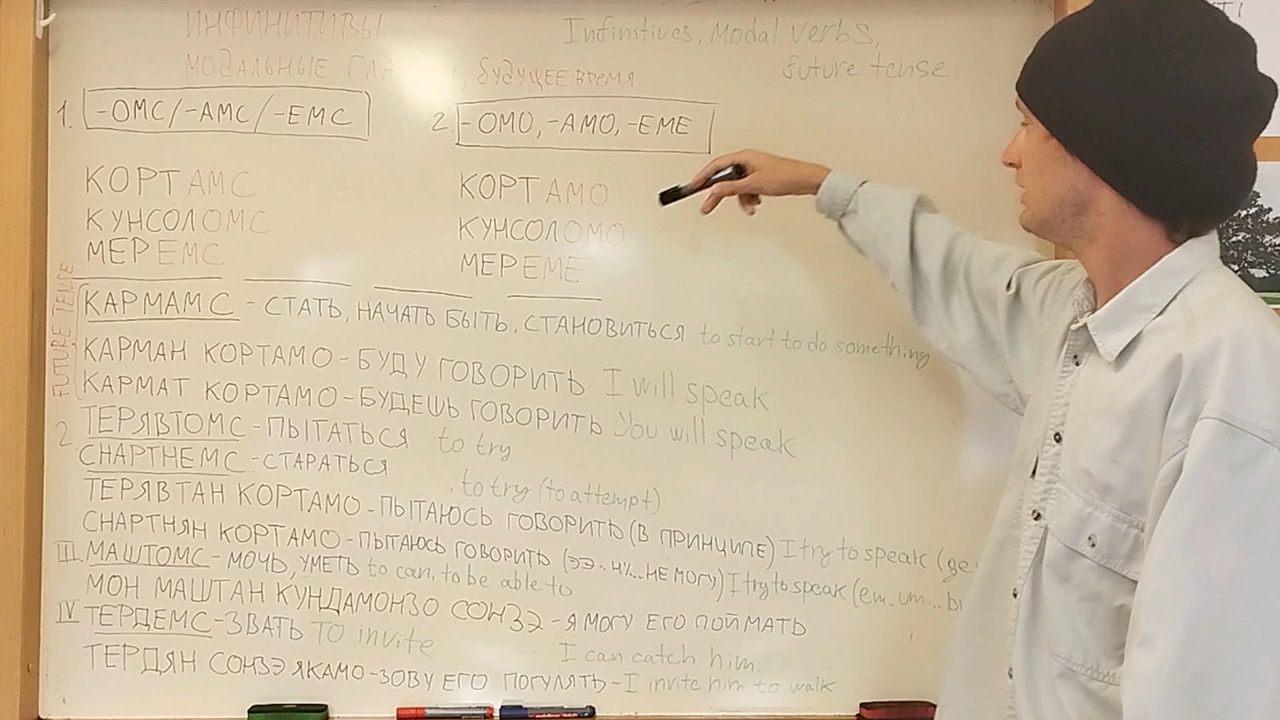 ИНФИНИТИВЫ. Infinitives, Modal verbs,
МОДАЛЬНЫЕ , будущее время. future tense
1. -ОМС/-АМС/-ЕМС 2. -ОМО, -АМО, -ЕМЕ
КОРТАМС КОРТАМО
КУНСОЛОМС КУНСОЛОМО
МЕРЕМС МЕРЕМЕ
FUTURE TENSE
КАРМАМС - СТАТЬ, НАЧАТЬ БЫТЬ, СТАНОВИТЬСЯ to start to do something
КАРМАН КОРТАМО - БУДУ ГОВОРИТЬ I will speak
КАРМАТ КОРТАМО - БУДЕШЬ ГОВОРИТЬ You will speak
2 ТЕРЯВТОМС - ПЫТАТЬСЯ to try
СНАРТНЕМС - СТАРАТЬСЯ to try (to attempt)
ТЕРЯВТАН КОРТАМО - ПЫТАЮСЬ ГОВОРИТЬ (В ПРИНЦИПЕ) I try to speak (
СНАРТНЯН КОРТАМО - ПЫТАЮСЬ ГОВОРИТЬ (ЭЭ.. ЧЧ... НЕ МОГУ) I try to speak (em.. um...
III. МАШТОМС - МОЧЬ, УМЕТЬ to can, to be able to
МОН МАШТАН КУНДАМОНЗО СОНЗЭ - Я МОГУ ЕГО ПОЙМАТЬ
I can catch him
IV ТЕРДЕМС - ЗВАТЬ TO invite
ТЕРДЯН СОНЗЭ ЯКАМО - ЗОВУ ЕГО ПОГУЛЯТЬ - I invite him to walk